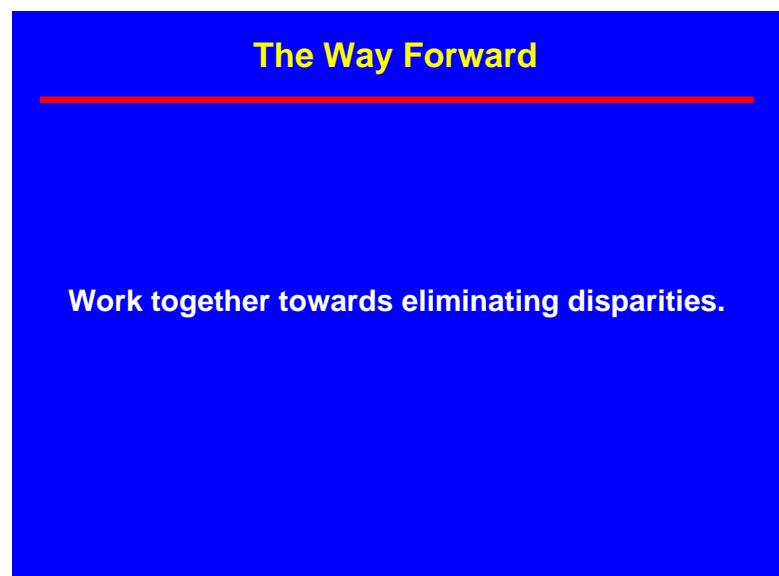 The Way Forward
Work together towards eliminating disparities.